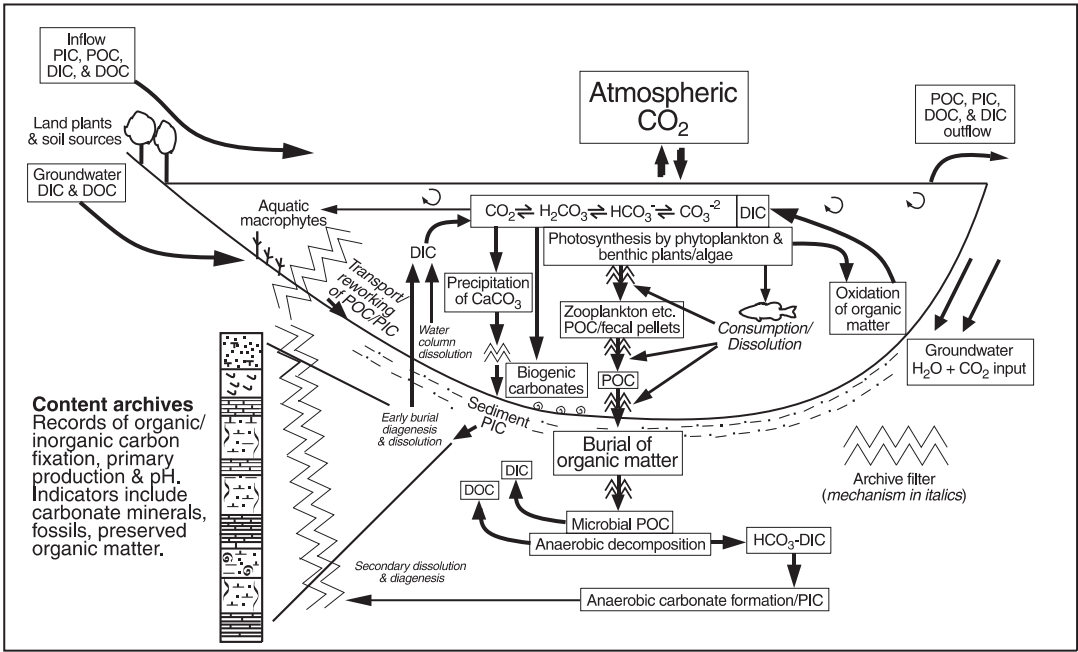 Inflow
PIC, POC,
DIC, & DOC
Land plants
& soil sources
Groundwater
DIC & DOC
Atmospheric
CO2
POC, PIC,
DOC, & DIC
outflow
Aquatic
macrophytes
CO2 ⇌ H2CO3 ⇌ HCO3- ⇌ CO3-2
DIC
Photosynthesis by phytoplankton &
benthic plants/algae
DIC
Transport/
reworking
of POC/PIC
Precipitation
of CaCO3
Zooplankton etc.
POC/fecal pellets
Consumption/
Dissolution
Oxidation
of organic
matter
Water
column
dissolution
Biogenic
carbonates
POC
Groundwater
H2O + CO2 input
Content archives
Records of organic/
inorganic carbon
fixation, primary
production & pH.
Indicators include
carbonate minerals,
fossils, preserved
organic matter.
Early burial
diagenesis
& dissolution
Sediment
PIC
Burial of
organic matter
Archive filter
(mechanism in italics)
DIC
DOC
Microbial POC
Anaerobic decomposition
HCO3-DIC
Secondary dissolution
& diagenesis
Anaerobic carbonate formation/PIC